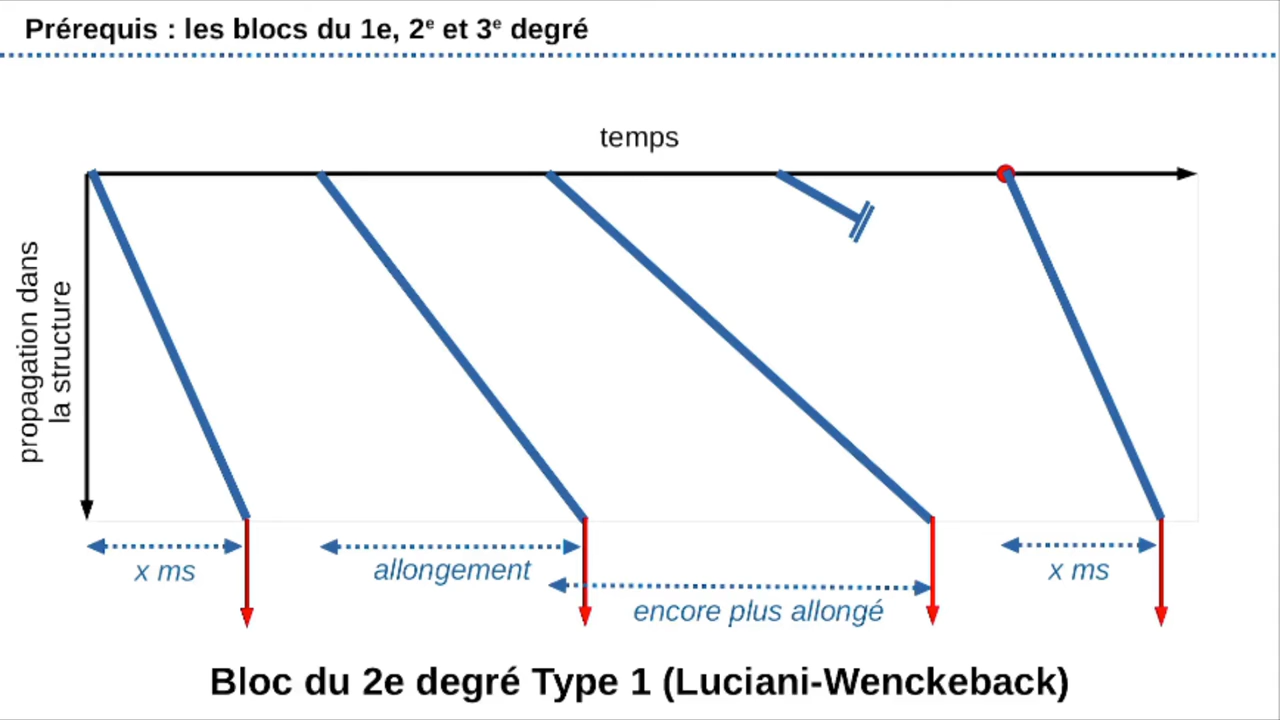 Prérequis : les blocs du 1e, 2e et 3e degré
temps
propagation dans
la structure
x ms
allongement
encore plus allongé
x ms
Bloc du 2e degré Type 1 (Luciani-Wenckeback)